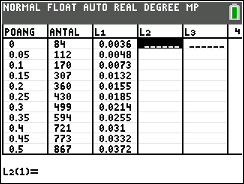 NORMAL FLOAT AUTO REAL DEGREE MP
POANG ANTAL L1 L2 L3 4
0 84 0.0036 ------ ------
0.05 112 0.0048
0.1 170 0.0073
0.15 307 0.0132
0.2 360 0.0155
0.25 430 0.0185
0.3 499 0.0214
0.35 594 0.0255
0.4 721 0.031
0.45 773 0.0332
0.5 867 0.0372
L2(1)=